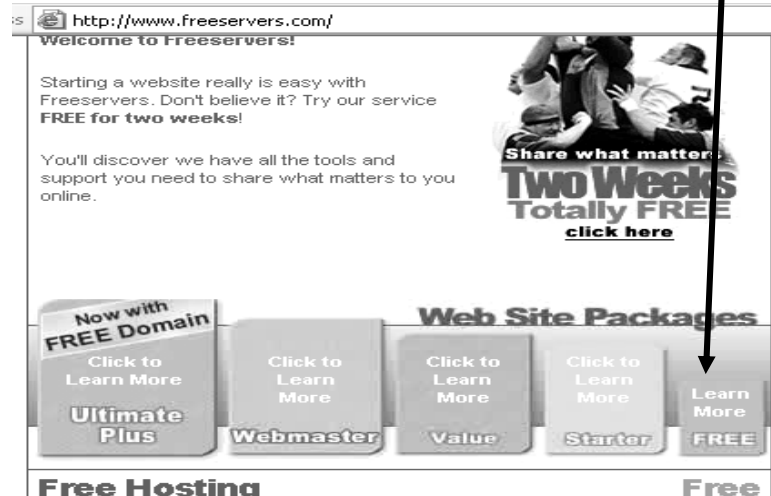 s http://www.freeservers.com/
Welcome to Freeservers!
Starting a website really is easy with
Freeservers. Don't believe it? Try our service
FREE for two weeks!
You'll discover we have all the tools and
support you need to share what matters to you
online.
Share what matters
Two Weeks
Totally FREE
click here
Web Site Packages
Now with
FREE Domain
Click to
Learn More
Ultimate
Plus
Click to
Learn
More
Webmaster
Click to
Learn
More
Value
Click to
Learn
More
Starter
Learn
More
FREE
Free Hosting
Free